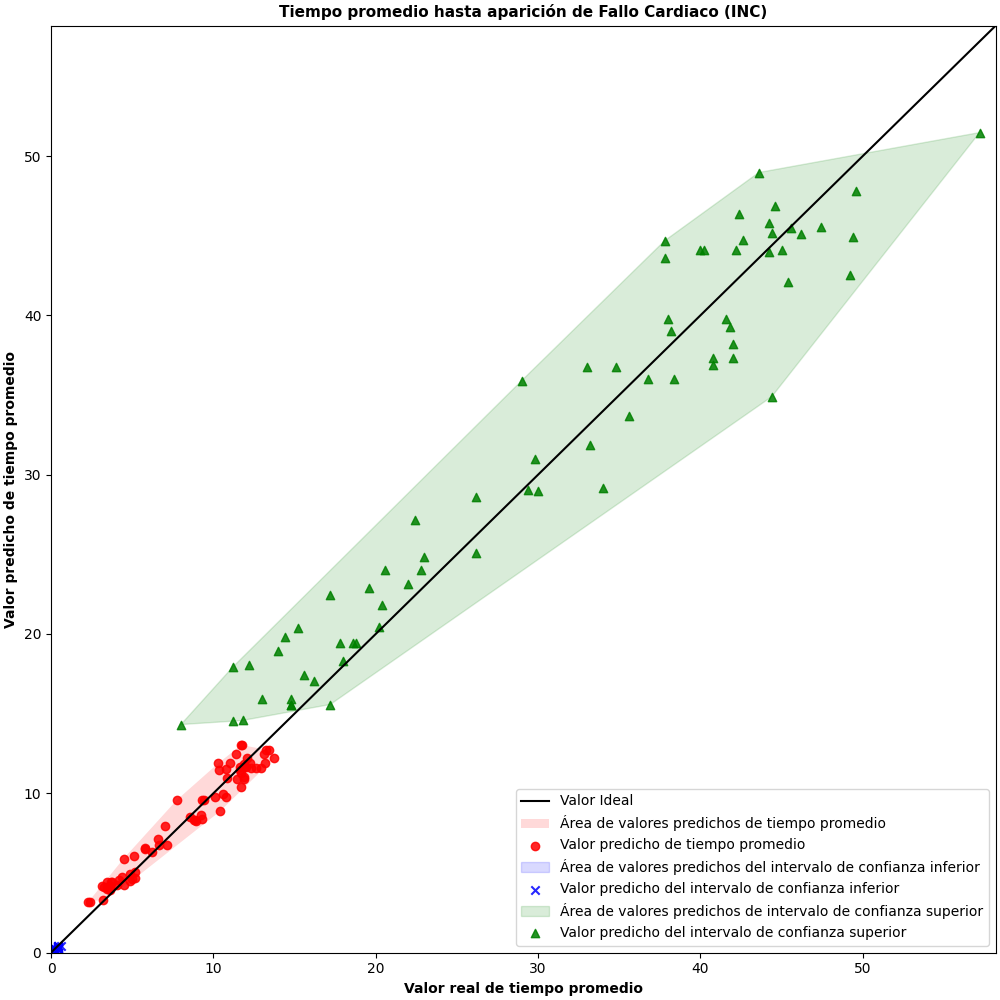 Tiempo promedio hasta aparición de Fallo Cardiaco (INC)
Valor predicho de tiempo promedio
50
40
30
20
10
0
Valor Ideal
Área de valores predichos de tiempo promedio
Valor predicho de tiempo promedio
Área de valores predichos del intervalo de confianza inferior
Valor predicho del intervalo de confianza inferior
Área de valores predichos de intervalo de confianza superior
Valor predicho del intervalo de confianza superior
0 10 20 30 40 50
Valor real de tiempo promedio